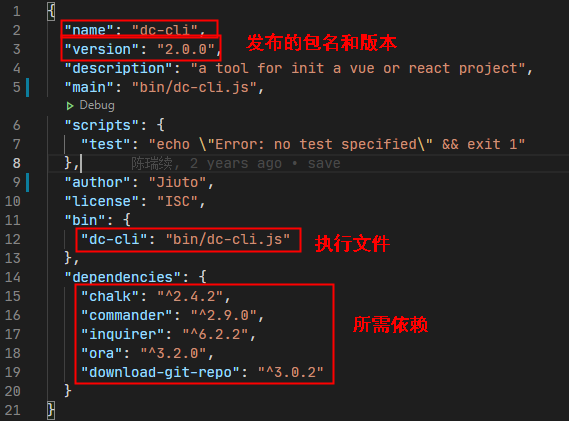 1 {
2 "name": "dc-cli",
3 "version": "2.0.0", 发布的包名和版本
4 "description": "a tool for init a vue or react project",
5 "main": "bin/dc-cli.js",
Debug
6 "scripts": {
7 "test": "echo \"Error: no test specified\" && exit 1"
8 }, 陈瑞续, 2 years ago • save
9 "author": "Jiuto",
10 "license": "ISC",
11 "bin": {
12 "dc-cli": "bin/dc-cli.js" 执行文件
13 },
14 "dependencies": {
15 "chalk": "^2.4.2",
16 "commander": "^2.9.0", 所需依赖
17 "inquirer": "^6.2.2",
18 "ora": "^3.2.0",
19 "download-git-repo": "^3.0.2"
20 }
21 }